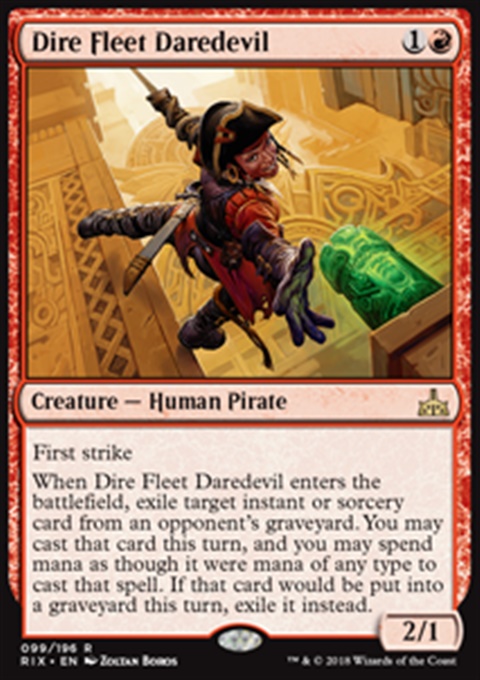 Dire Fleet Daredevil 1
Creature — Human Pirate
First strike
When Dire Fleet Daredevil enters the
battlefield, exile target instant or sorcery
card from an opponent's graveyard. You may
cast that card this turn, and you may spend
mana as though it were mana of any type to
cast that spell. If that card would be put into
a graveyard this turn, exile it instead.
2/1
099/196 R
RIX • EN Zoltan Boros
™ & © 2018 Wizards of the Coast